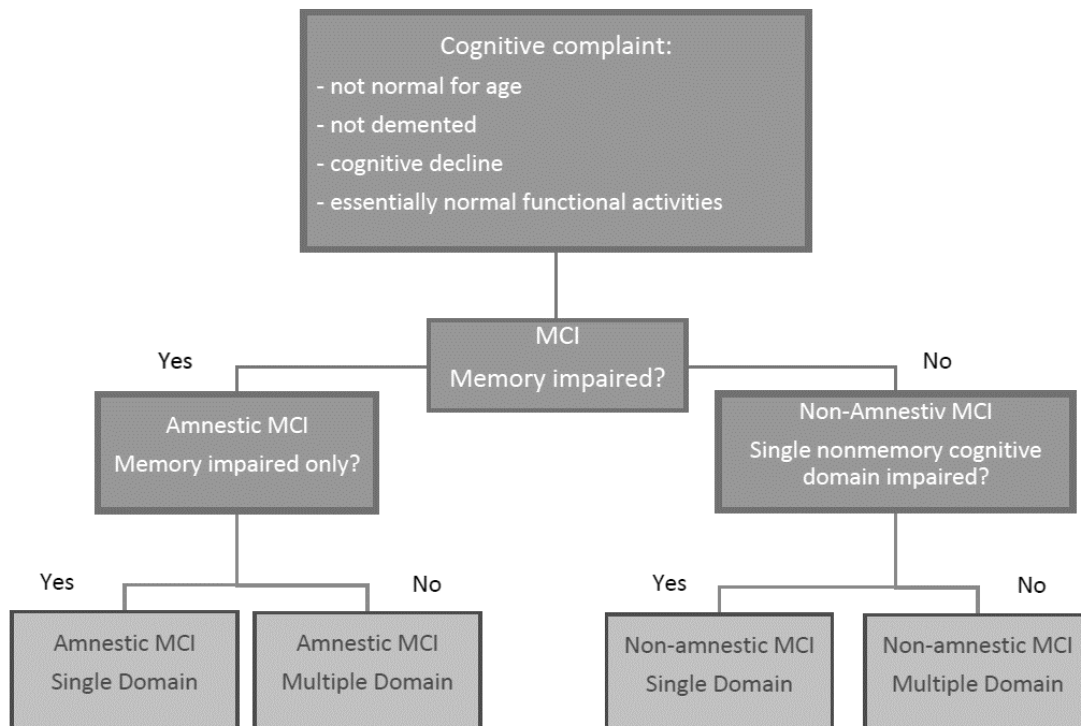 Cognitive complaint:
- not normal for age
- not demented
- cognitive decline
- essentially normal functional activities
MCI
Memory impaired?
Yes
No
Amnestic MCI
Memory impaired only?
Non-Amnestiv MCI
Single nonmemory cognitive
domain impaired?
Yes
No
Yes
No
Amnestic MCI
Single Domain
Amnestic MCI
Multiple Domain
Non-amnestic MCI
Single Domain
Non-amnestic MCI
Multiple Domain